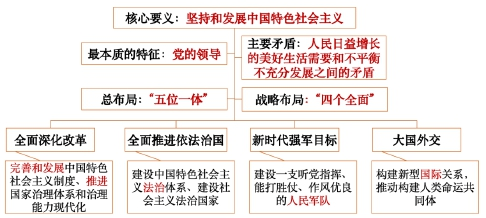 核心要义：坚持和发展中国特色社会主义
最本质的特征：党的领导
主要矛盾：人民日益增长
的美好生活需要和不平衡
不充分发展之间的矛盾
总布局：“五位一体”
战略布局：“四个全面”
全面深化改革
全面推进依法治国
新时代强军目标
大国外交
完善和发展中国特色
社会主义制度、推进
国家治理体系和治理
能力现代化
建设中国特色社会主
义法治体系、建设社
会主义法治国家
建设一支听党指挥、
能打胜仗、作风优良
的人民军队
构建新型国际关系，
推动构建人类命运共
同体